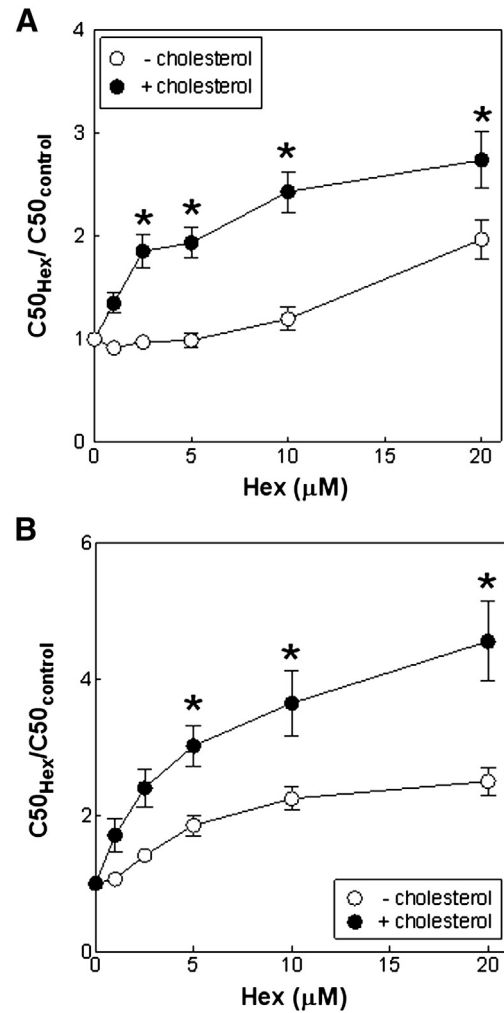 A
4
- cholesterol
+ cholesterol
3
2
1
0
* * * *
C50Hex/ C50control
0 5 10 15 20
Hex (μM)
B
6
4
2
0
* * *
C50Hex/C50control
- cholesterol
+ cholesterol
0 5 10 15 20
Hex (μM)